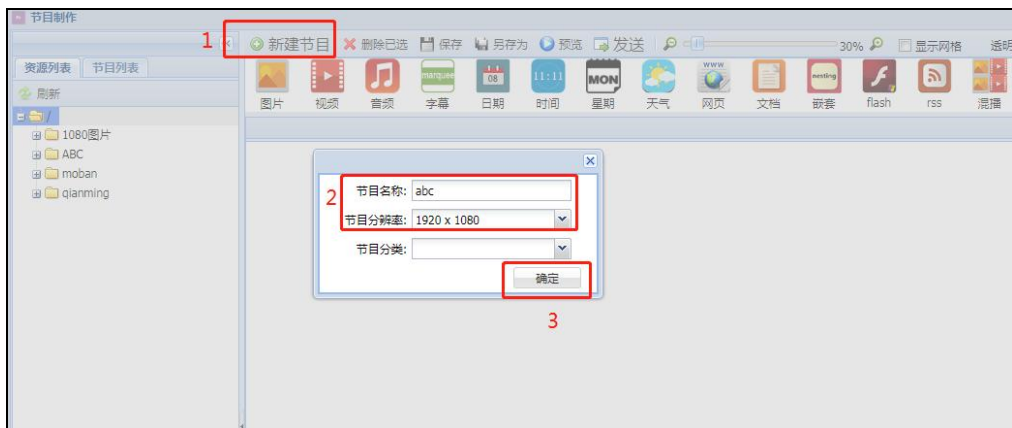 节目制作
1
新建节目 删除已选 保存 另存为 预览 发送 30% 显示网格 透明
资源列表 节目列表
marquee 08 11:11 MON www nesting
刷新
图片 视频 音频 字幕 日期 时间 星期 天气 网页 文档 嵌套 flash rss 混播
/
1080图片
ABC
moban
qianming
2
节目名称: abc
节目分辨率: 1920 x 1080
节目分类:
确定
3